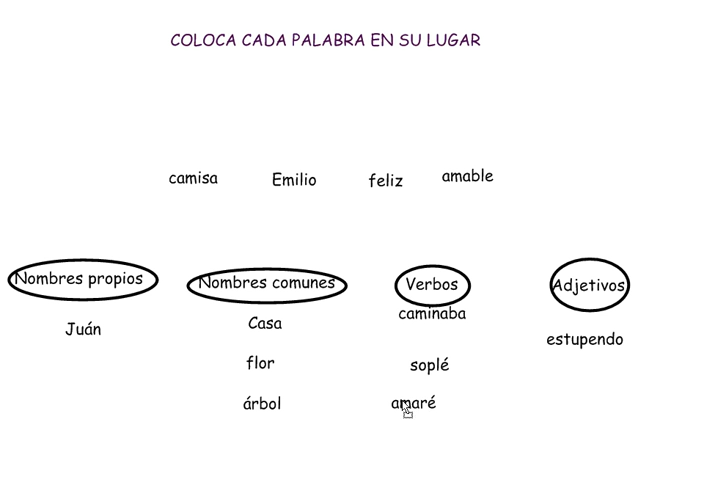 COLOCA CADA PALABRA EN SU LUGAR
camisa Emilio feliz amable
Nombres propios Nombres comunes Verbos Adjetivos
Juán Casa caminaba estupendo
flor soplé
árbol amaré